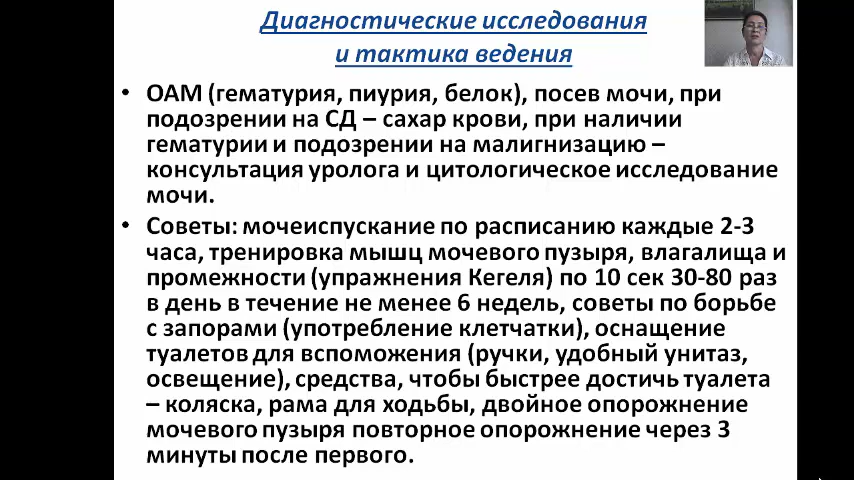 Диагностические исследования
и тактика ведения
• ОАМ (гематурия, пиурия, белок), посев мочи, при
подозрении на СД – сахар крови, при наличии
гематурии и подозрении на малигнизацию –
консультация уролога и цитологическое исследование
мочи.
• Советы: мочеиспускание по расписанию каждые 2-3
часа, тренировка мышц мочевого пузыря, влагалища и
промежности (упражнения Кегеля) по 10 сек 30-80 раз
в день в течение не менее 6 недель, советы по борьбе
с запорами (употребление клетчатки), оснащение
туалетов для вспоможения (ручки, удобный унитаз,
освещение), средства, чтобы быстрее достичь туалета
– коляска, рама для ходьбы, двойное опорожнение
мочевого пузыря повторное опорожнение через 3
минуты после первого.